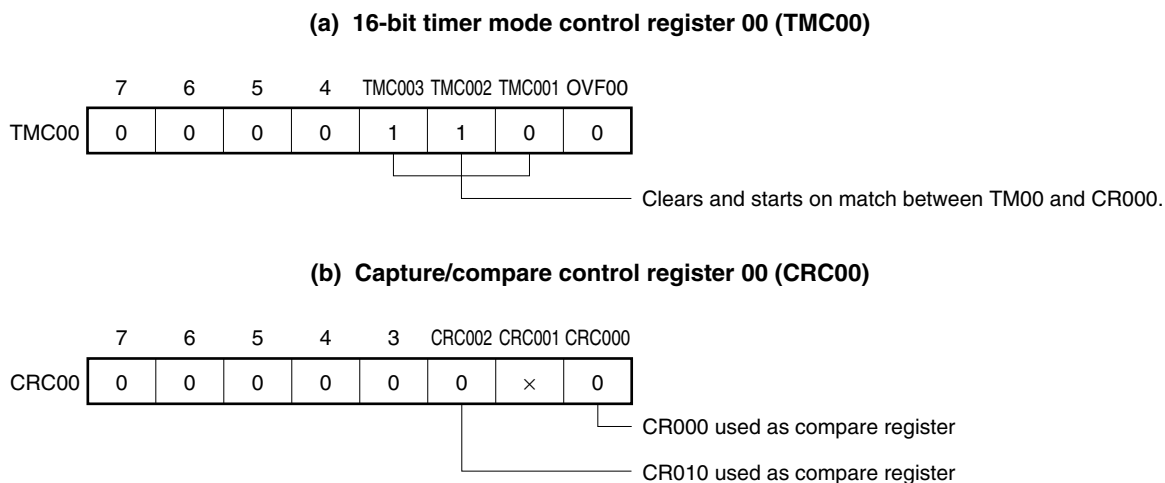 (a) 16-bit timer mode control register 00 (TMC00)
7 6 5 4 TMC003 TMC002 TMC001 OVF00
TMC00 0 0 0 0 1 1 0 0
Clears and starts on match between TM00 and CR000.
(b) Capture/compare control register 00 (CRC00)
7 6 5 4 3 CRC002 CRC001 CRC000
CRC00 0 0 0 0 0 0 × 0
CR000 used as compare register
CR010 used as compare register